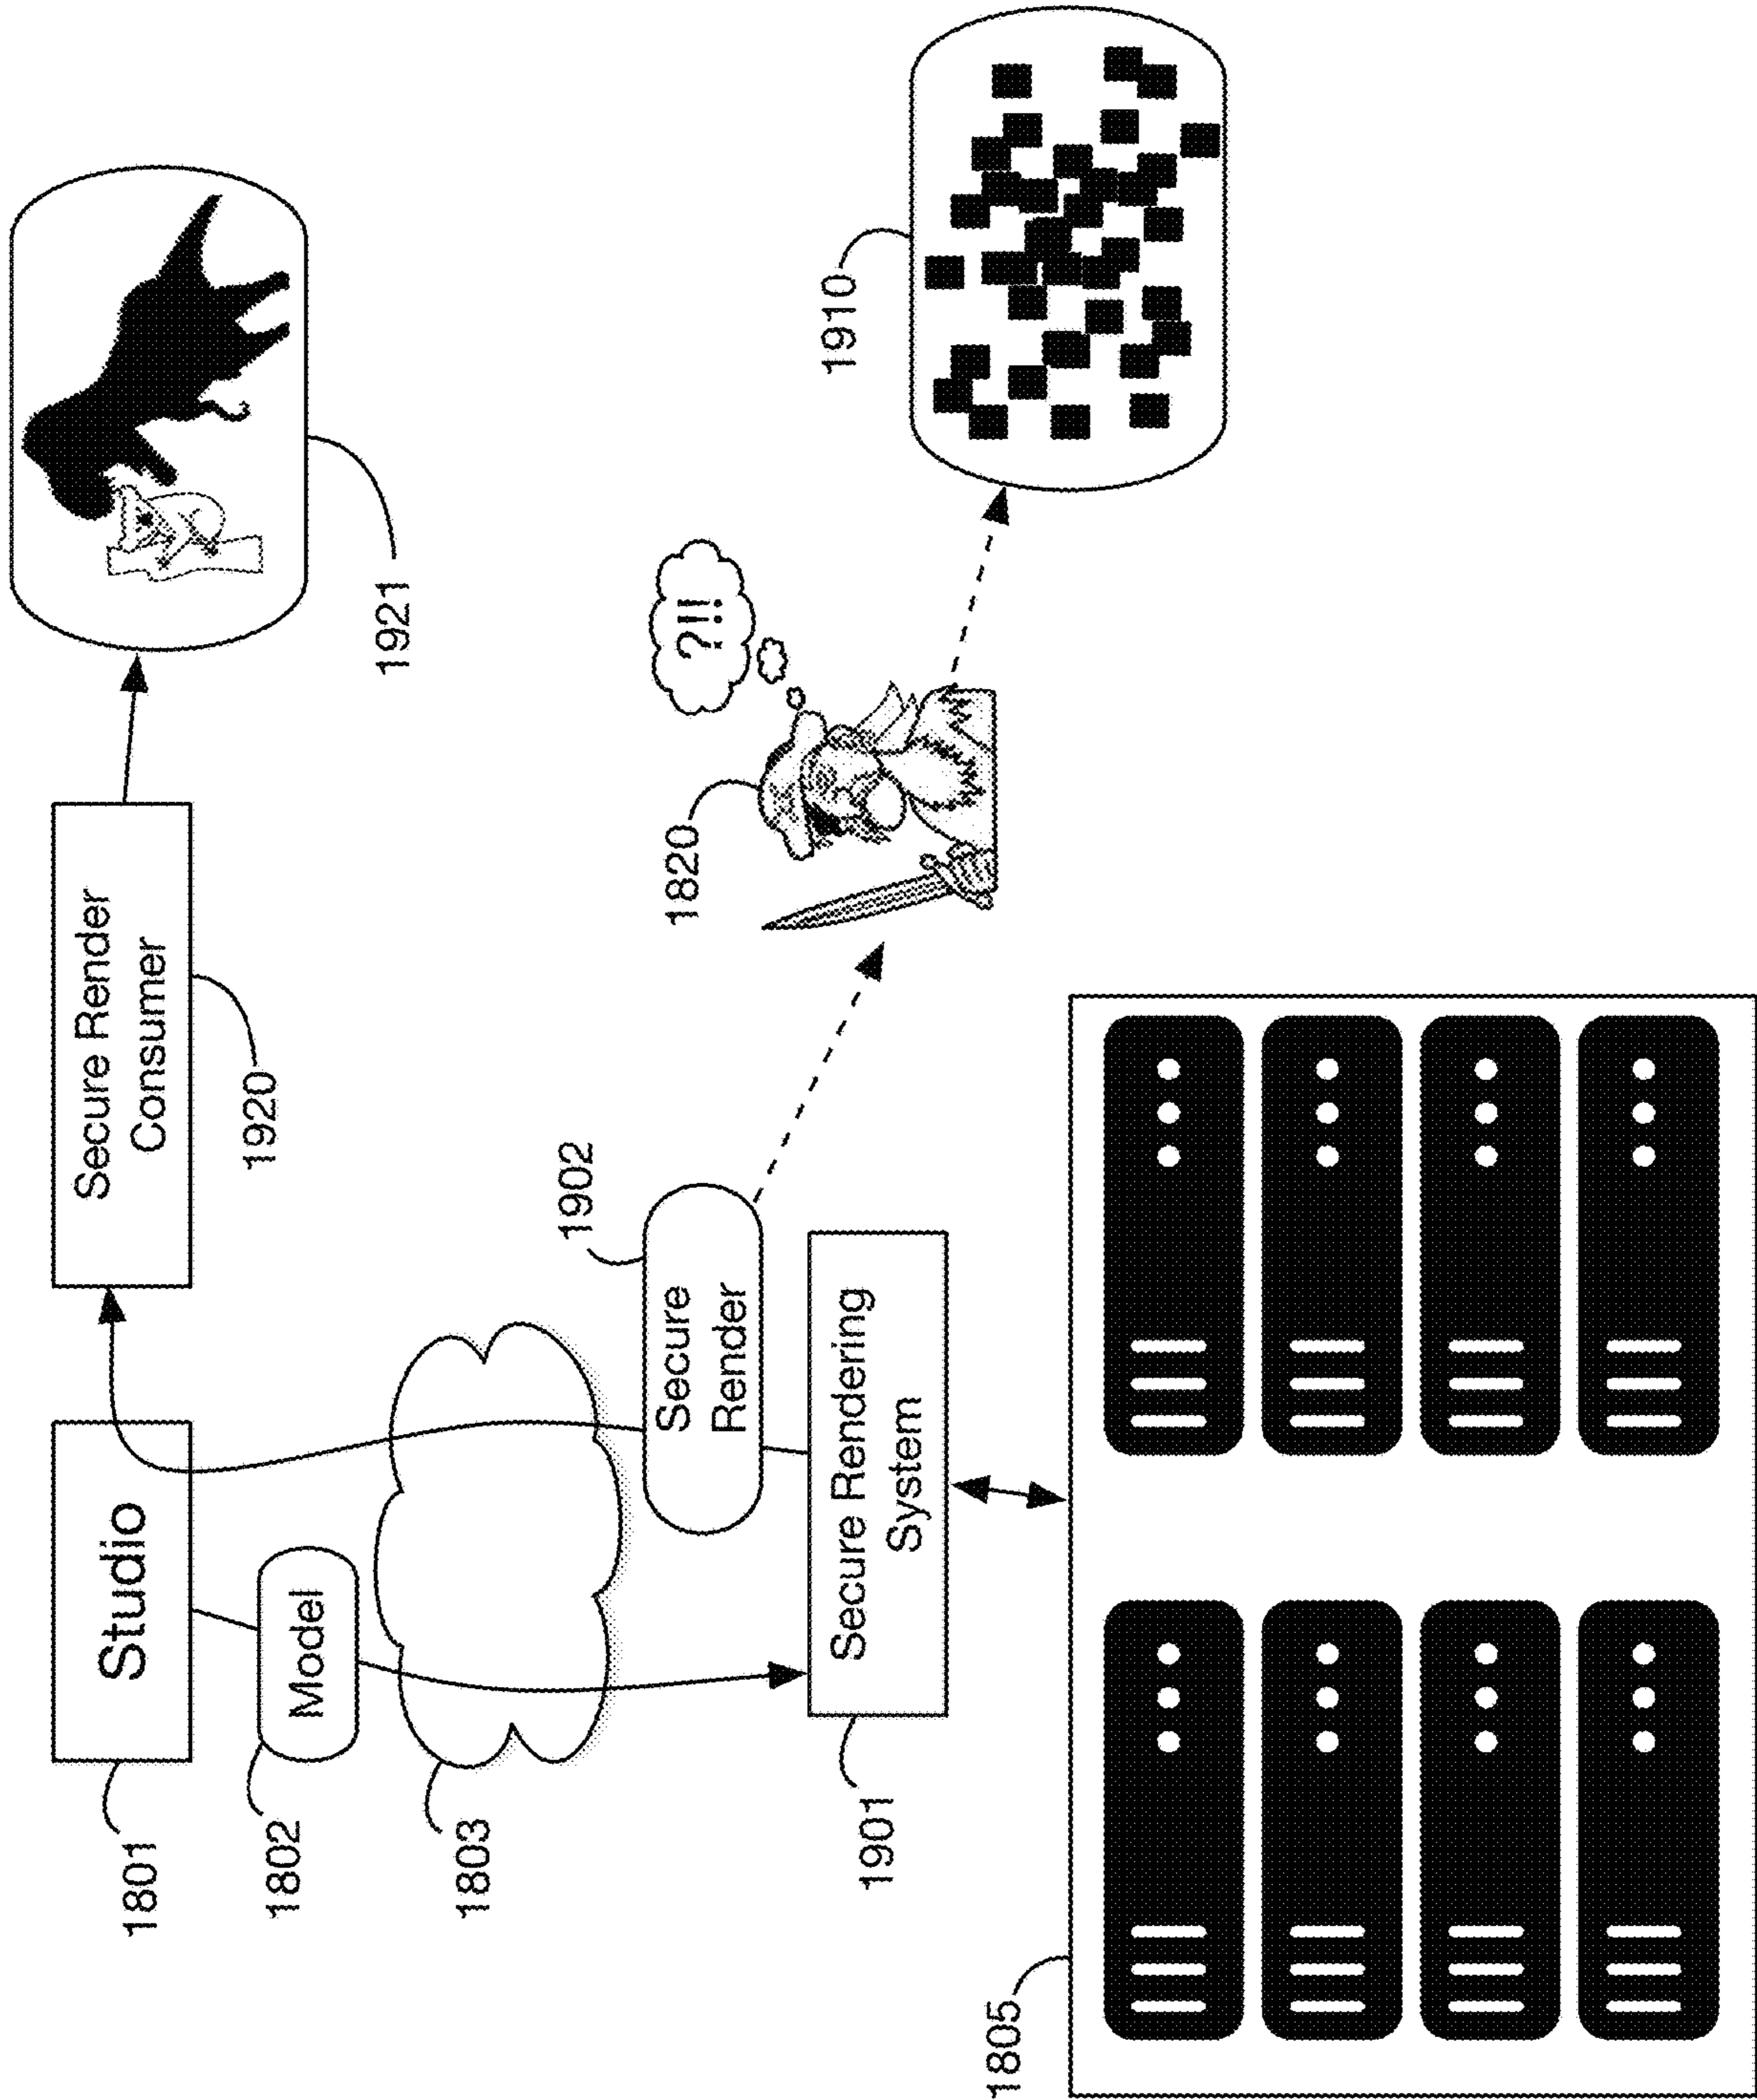 1801
Studio
1802
Model
1803
1901
Secure Rendering
System
1902
Secure
Render
1805
Secure Render
Consumer
1920
1921
1820
?!!
1910